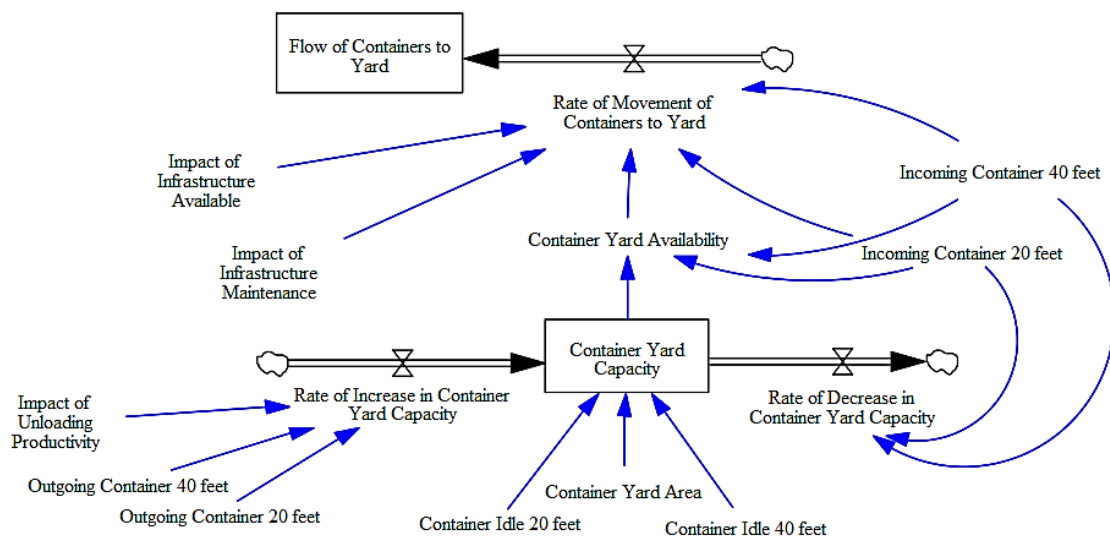 Flow of Containers to
Yard
Rate of Movement of
Containers to Yard
Impact of
Infrastructure
Available
Incoming Container 40 feet
Impact of
Infrastructure
Maintenance
Container Yard Availability
Incoming Container 20 feet
Container Yard
Capacity
Impact of
Unloading
Productivity
Rate of Increase in Container
Yard Capacity
Rate of Decrease in
Container Yard Capacity
Outgoing Container 40 feet
Outgoing Container 20 feet
Container Yard Area
Container Idle 20 feet
Container Idle 40 feet